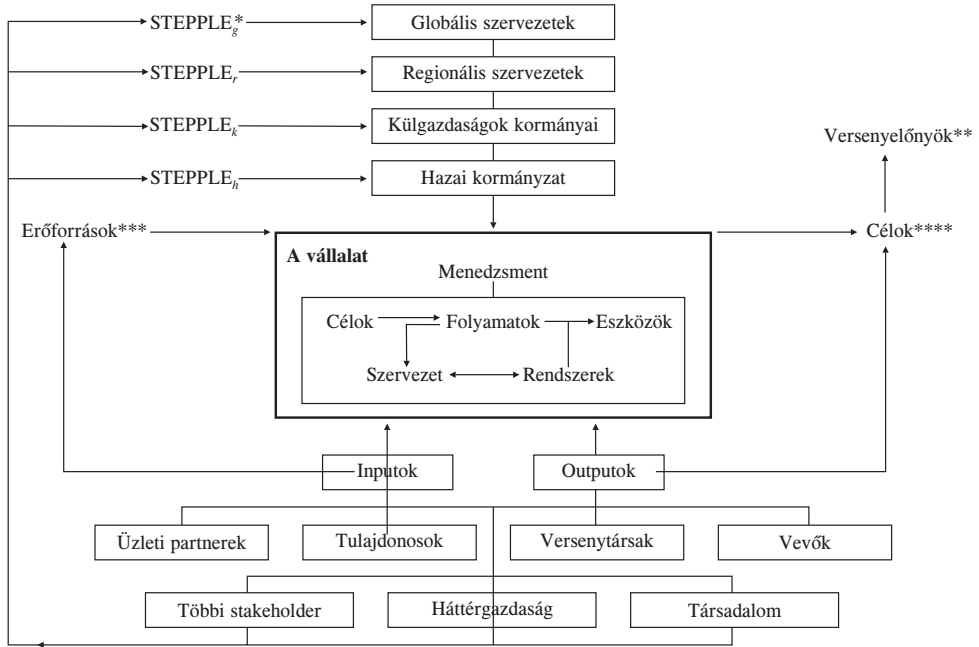 STEPPLEg*
Globális szervezetek
STEPPLEr
Regionális szervezetek
STEPPLEk
Külgazdaságok kormányai
Versenyelőnyök**
STEPPLEh
Hazai kormányzat
Erőforrások***
Célok****
A vállalat
Menedzsment
Célok
Folyamatok
Eszközök
Szervezet
Rendszerek
Inputok
Outputok
Üzleti partnerek
Tulajdonosok
Versenytársak
Vevők
Többi stakeholder
Háttérgazdaság
Társadalom